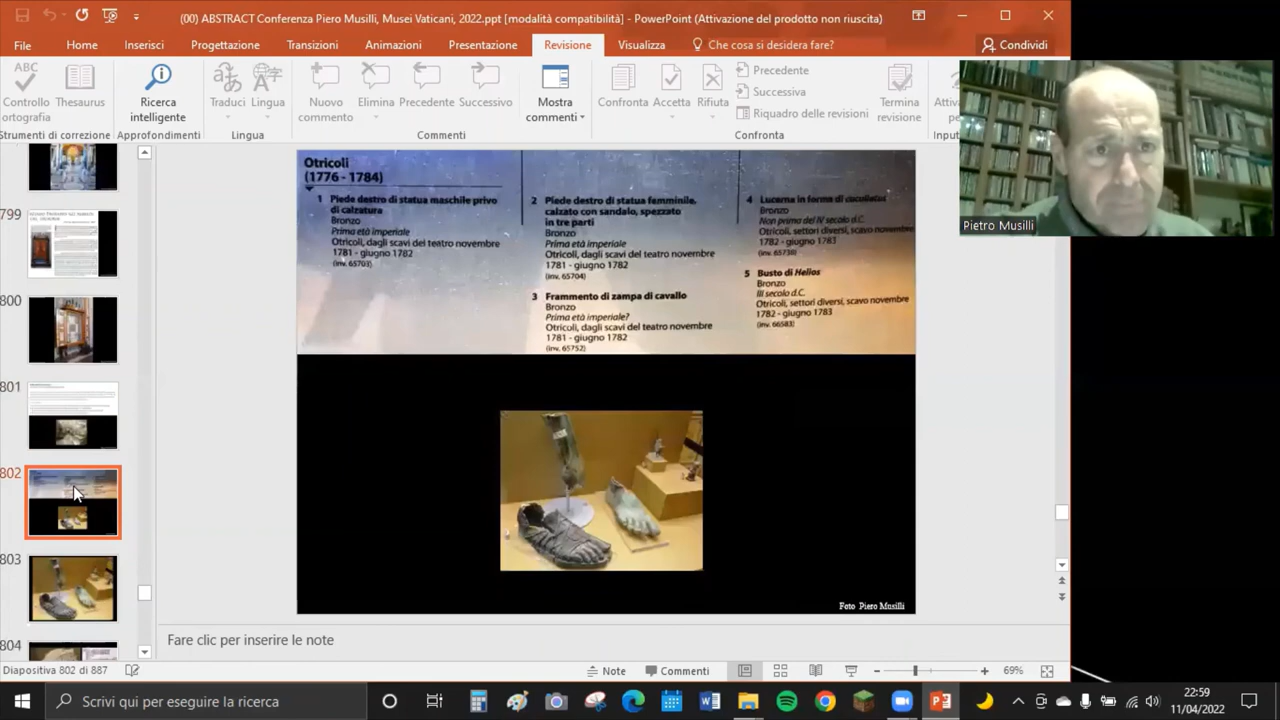 (00) ABSTRACT Conferenza Piero Musilli, Musei Vaticani, 2022.ppt [modalità compatibilità] - PowerPoint (Attivazione del prodotto non riuscita)
File Home Inserisci Progettazione Transizioni Animazioni Presentazione Revisione Visualizza Che cosa si desidera fare? Condividi
ABC
Controllo ortografia
Thesaurus
Ricerca intelligente
Traduci
Lingua
Nuovo commento
Elimina
Precedente
Successivo
Mostra commenti
Confronta
Accetta
Rifiuta
Precedente
Successiva
Riquadro delle revisioni
Termina revisione
Strumenti di correzione
Approfondimenti
Lingua
Commenti
Confronta
Pietro Musilli
799
800
801
802
803
804
Otricoli
(1776 - 1784)
1 Piede destro di statua maschile privo
di calzatura
Bronzo
Prima età imperiale
Otricoli, dagli scavi del teatro novembre
1781 - giugno 1782
(inv. 65703)
2 Piede destro di statua femminile,
calzato con sandalo, spezzato
in tre parti
Bronzo
Prima età imperiale
Otricoli, dagli scavi del teatro novembre
1781 - giugno 1782
(inv. 65704)
3 Frammento di zampa di cavallo
Bronzo
Prima età imperiale?
Otricoli, dagli scavi del teatro novembre
1781 - giugno 1782
(inv. 65752)
4 Lucerna in forma di cucullatus
Bronzo
Non prima del IV secolo d.C.
Otricoli, settori diversi, scavo novembre
1782 - giugno 1783
5 Busto di Helios
Bronzo
III secolo d.C.
Otricoli, settori diversi, scavo novembre
1782 - giugno 1783
(inv. 66583)
Foto Piero Musilli
Fare clic per inserire le note
Diapositiva 802 di 887
Note
Commenti
69%
Scrivi qui per eseguire la ricerca
22:59
11/04/2022